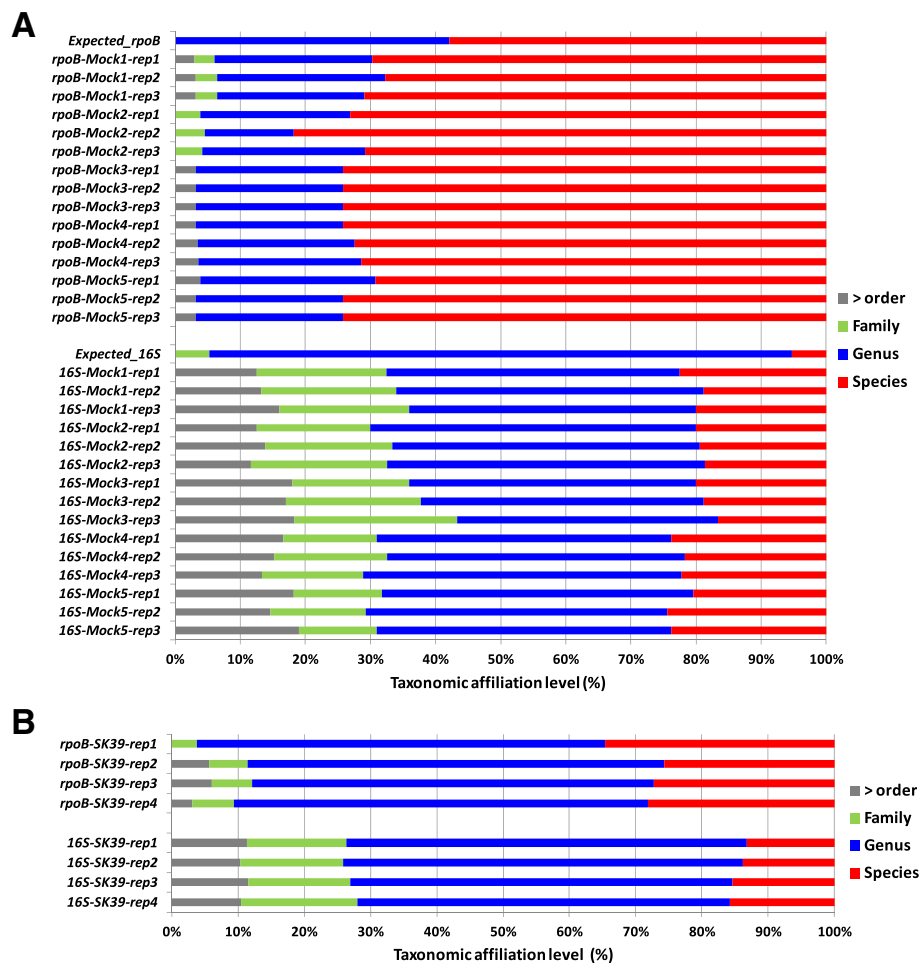 A
Expected_rpoB
rpoB-Mock1-rep1
rpoB-Mock1-rep2
rpoB-Mock1-rep3
rpoB-Mock2-rep1
rpoB-Mock2-rep2
rpoB-Mock2-rep3
rpoB-Mock3-rep1
rpoB-Mock3-rep2
rpoB-Mock3-rep3
rpoB-Mock4-rep1
rpoB-Mock4-rep2
rpoB-Mock4-rep3
rpoB-Mock5-rep1
rpoB-Mock5-rep2
rpoB-Mock5-rep3
Expected_16S
16S-Mock1-rep1
16S-Mock1-rep2
16S-Mock1-rep3
16S-Mock2-rep1
16S-Mock2-rep2
16S-Mock2-rep3
16S-Mock3-rep1
16S-Mock3-rep2
16S-Mock3-rep3
16S-Mock4-rep1
16S-Mock4-rep2
16S-Mock4-rep3
16S-Mock5-rep1
16S-Mock5-rep2
16S-Mock5-rep3
0% 10% 20% 30% 40% 50% 60% 70% 80% 90% 100%
Taxonomic affiliation level (%)
> order
Family
Genus
Species
B
rpoB-SK39-rep1
rpoB-SK39-rep2
rpoB-SK39-rep3
rpoB-SK39-rep4
16S-SK39-rep1
16S-SK39-rep2
16S-SK39-rep3
16S-SK39-rep4
0% 10% 20% 30% 40% 50% 60% 70% 80% 90% 100%
Taxonomic affiliation level (%)
> order
Family
Genus
Species